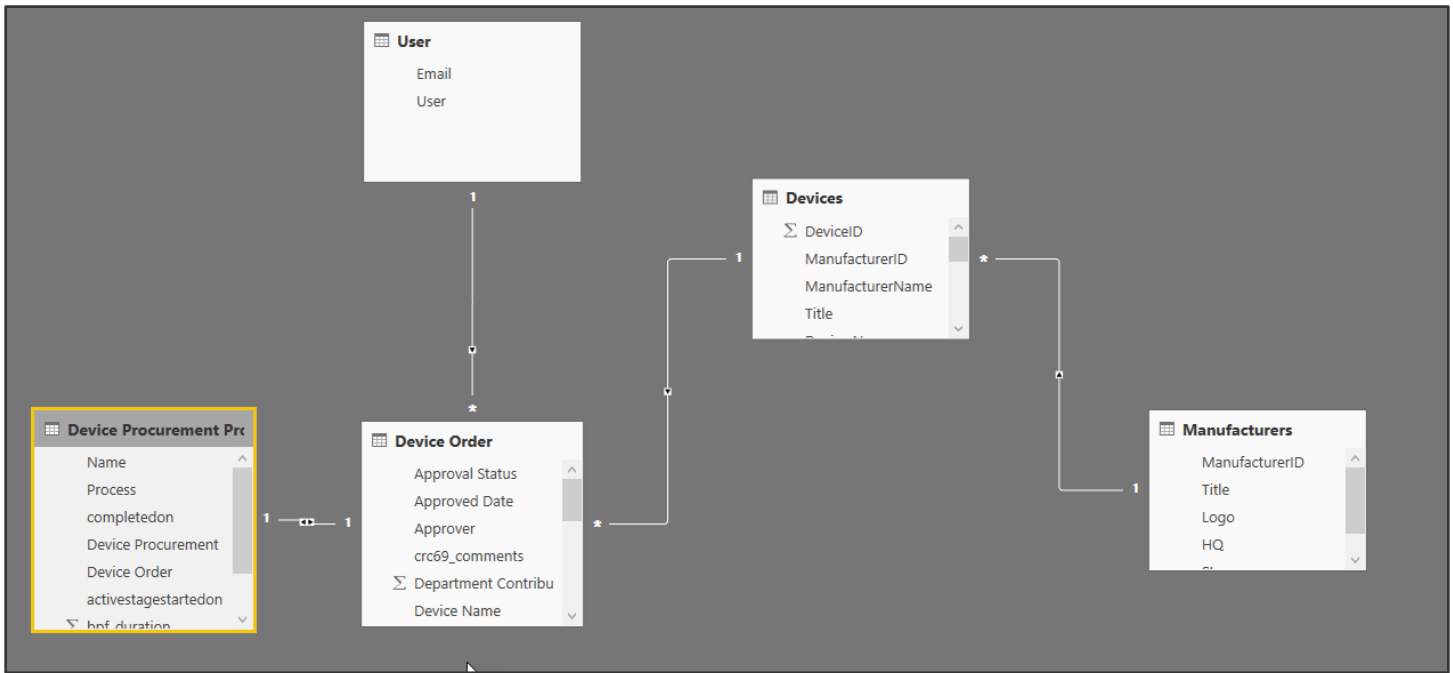 User
Email
User
1
*
Devices
Σ DeviceID
ManufacturerID
ManufacturerName
Title
1
*
Device Procurement Prc
Name
Process
completedon
Device Procurement
Device Order
activestagestartedon
Σ bpf_duration
1
1
Device Order
Approval Status
Approved Date
Approver
crc69_comments
Σ Department Contribu
Device Name
*
Manufacturers
ManufacturerID
Title
Logo
HQ
1